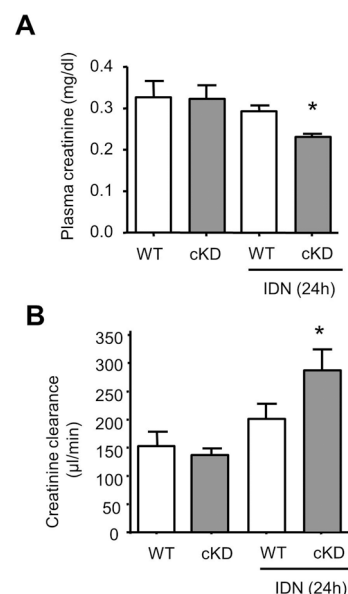 A
Plasma creatinine (mg/dl)
0.4
0.3
0.2
0.1
0.0
*
WT cKD WT cKD
IDN (24h)
B
Creatinine clearance
(µl/min)
350
300
250
200
150
100
50
0
*
WT cKD WT cKD
IDN (24h)